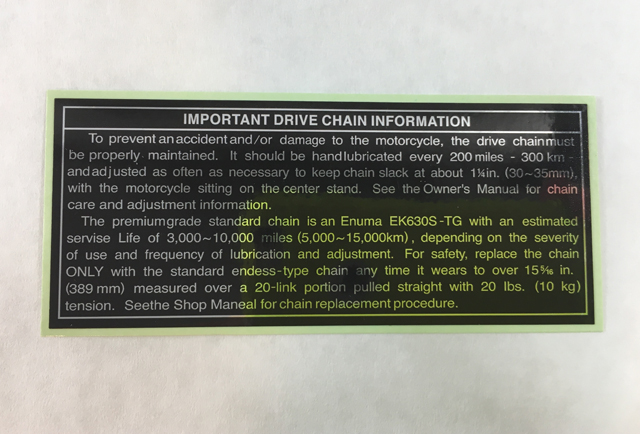 IMPORTANT DRIVE CHAIN INFORMATION
To prevent an accident and/or damage to the motorcycle, the drive chain must
be properly maintained. It should be hand lubricated every 200 miles - 300 km -
and adjusted as often as necessary to keep chain slack at about 1¼in. (30~35mm),
with the motorcycle sitting on the center stand. See the Owner's Manual for chain
care and adjustment information.
The premium grade standard chain is an Enuma EK630S-TG with an estimated
servise Life of 3,000~10,000 miles (5,000~15,000km), depending on the severity
of use and frequency of lubrication and adjustment. For safety, replace the chain
ONLY with the standard endess-type chain any time it wears to over 15⁵⁄₁₆ in.
(389 mm) measured over a 20-link portion pulled straight with 20 Ibs. (10 kg)
tension. Seethe Shop Maneal for chain replacement procedure.